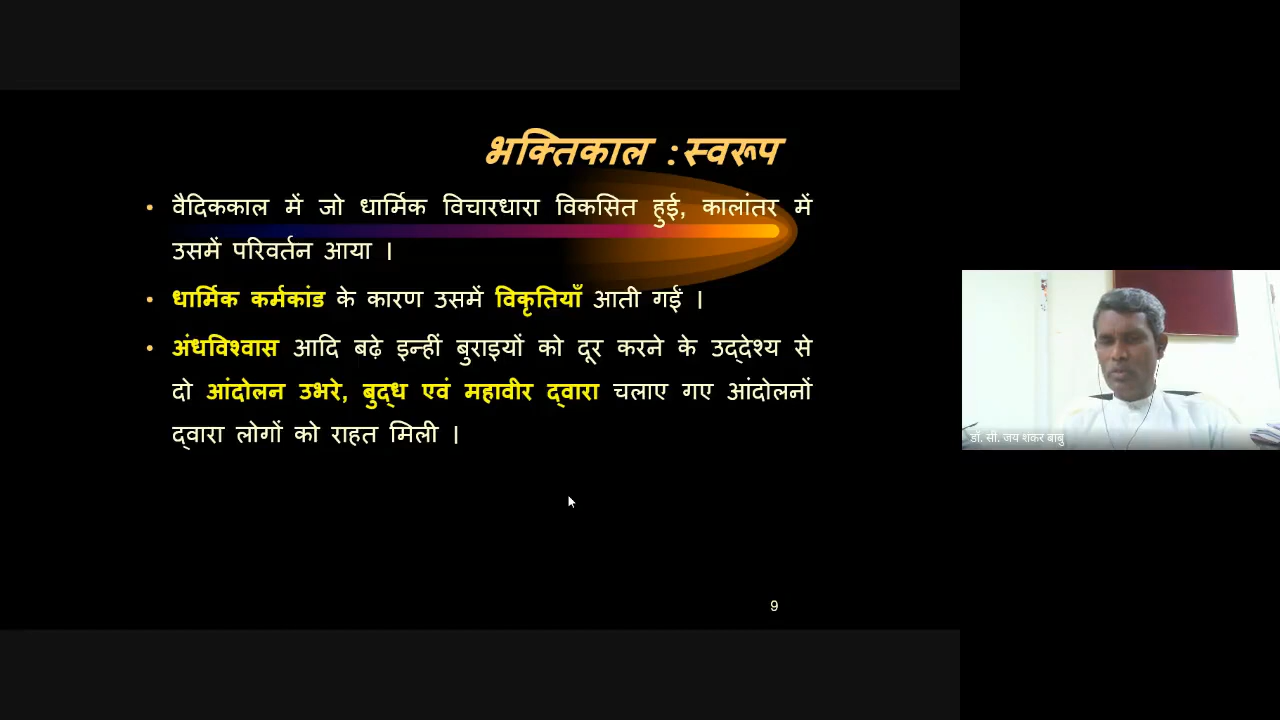 भक्तिकाल :स्वरूप
• वैदिककाल में जो धार्मिक विचारधारा विकसित हुई, कालांतर में
उसमें परिवर्तन आया ।
• धार्मिक कर्मकांड के कारण उसमें विकृतियाँ आती गईं ।
• अंधविश्वास आदि बढ़े इन्हीं बुराइयों को दूर करने के उद्देश्य से
दो आंदोलन उभरे, बुद्ध एवं महावीर द्वारा चलाए गए आंदोलनों
द्वारा लोगों को राहत मिली ।
डॉ. सी. जय शंकर बाबु
9